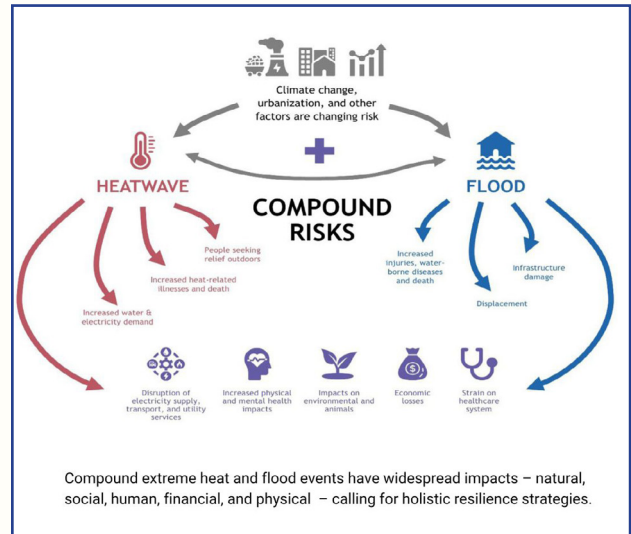 Climate change,
urbanization, and other
factors are changing risk
HEATWAVE
FLOOD
COMPOUND
RISKS
People seeking
relief outdoors
Increased heat-related
illnesses and death
Increased water &
electricity demand
Increased
injuries, water-
borne diseases
and death
Infrastructure
damage
Displacement
Disruption of
electricity supply,
transport, and utility
services
Increased physical
and mental health
impacts
Impacts on
environmental and
animals
Economic
losses
Strain on
healthcare
system
Compound extreme heat and flood events have widespread impacts – natural,
social, human, financial, and physical – calling for holistic resilience strategies.